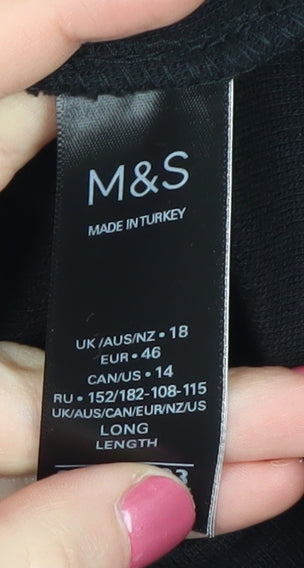 M&S
MADE IN TURKEY
UK/AUS/NZ • 18
EUR • 46
CAN/US • 14
RU • 152/182-108-115
UK/AUS/CAN/EUR/NZ/US
LONG
LENGTH